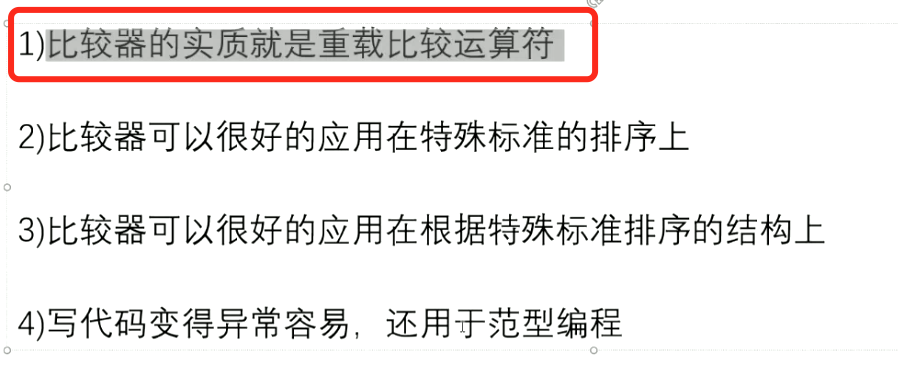 1)比较器的实质就是重载比较运算符
2)比较器可以很好的应用在特殊标准的排序上
3)比较器可以很好的应用在根据特殊标准排序的结构上
4)写代码变得异常容易，还用于范型编程